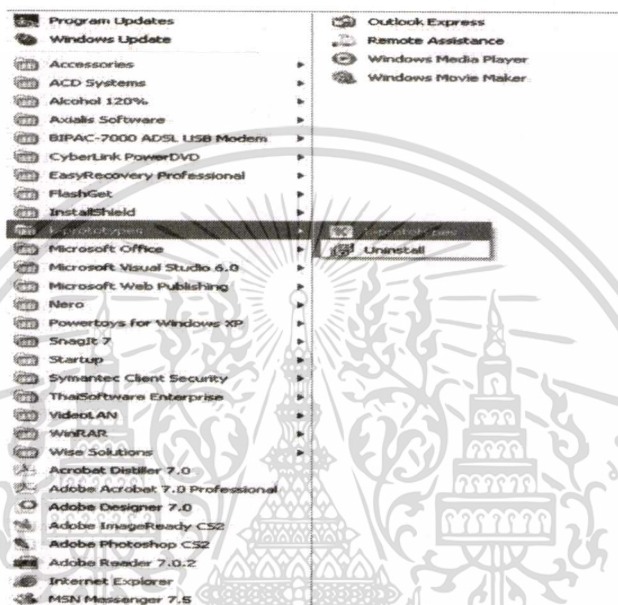 Program Updates
Windows Update
Accessories
ACD Systems
Alcohol 120%
Axialis Software
BIPAC-7000 ADSL USB Modem
CyberLink PowerDVD
EasyRecovery Professional
FlashGet
InstallShield
k-prototypes
Microsoft Office
Microsoft Visual Studio 6.0
Microsoft Web Publishing
Nero
Powertoys for Windows XP
SnagIt 7
Startup
Symantec Client Security
ThaiSoftware Enterprise
VideoLAN
WinRAR
Wise Solutions
Acrobat Distiller 7.0
Adobe Acrobat 7.0 Professional
Adobe Designer 7.0
Adobe ImageReady CS2
Adobe Photoshop CS2
Adobe Reader 7.0.2
Internet Explorer
MSN Messenger 7.5
Outlook Express
Remote Assistance
Windows Media Player
Windows Movie Maker
k-prototypes
Uninstall